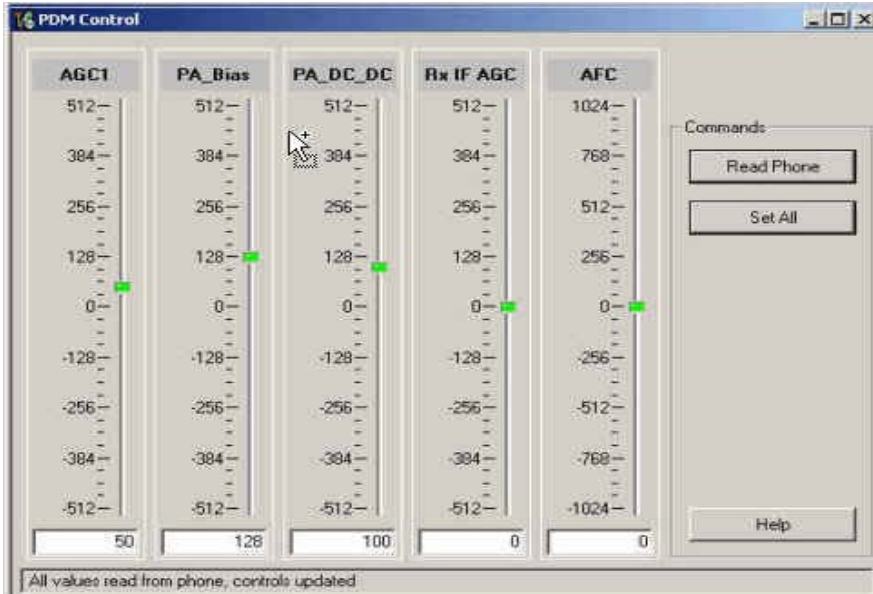 PDM Control
AGC1 PA_Bias PA_DC_DC Rx IF AGC AFC
512 512 512 512 1024
Commands
384 384 384 384 768
Read Phone
256 256 256 256 512
Set All
128 128 128 128 256
0 0 0 0 0
-128 -128 -128 -128 -256
-256 -256 -256 -256 -512
-384 -384 -384 -384 -768
-512 -512 -512 -512 -1024
Help
50 128 100 0 0
All values read from phone, controls updated